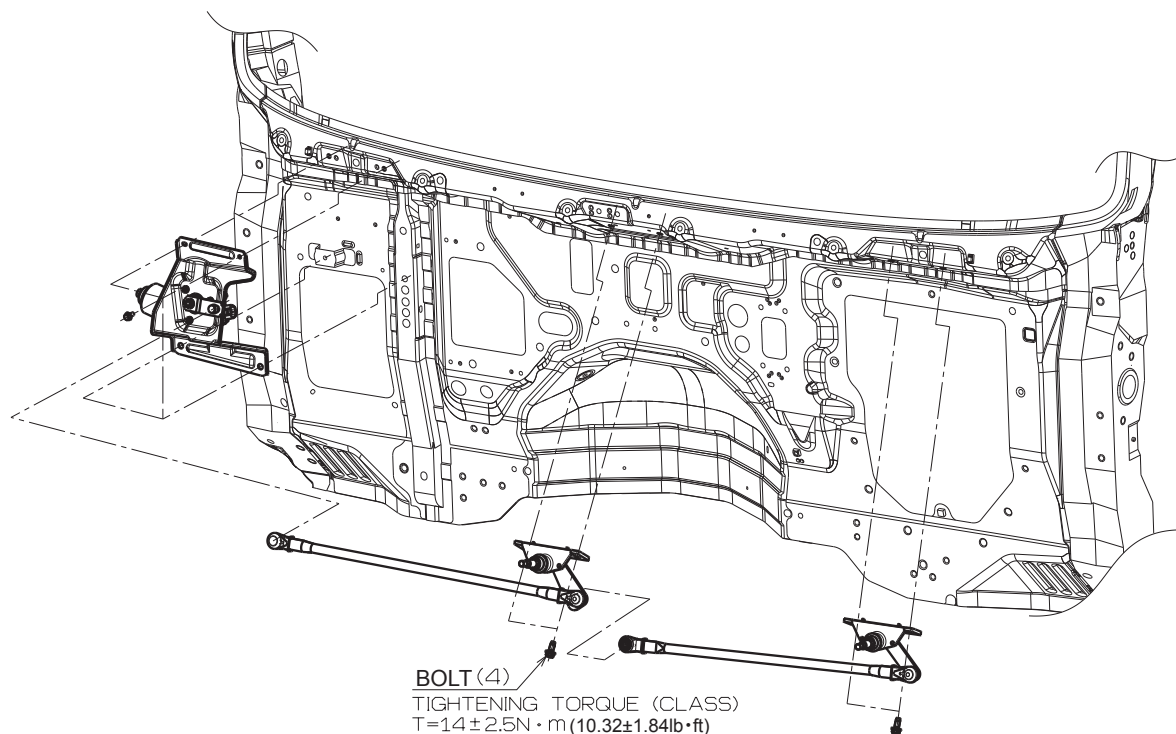 BOLT (4)
TIGHTENING TORQUE (CLASS)
T=14±2.5N・m (10.32±1.84lb・ft)